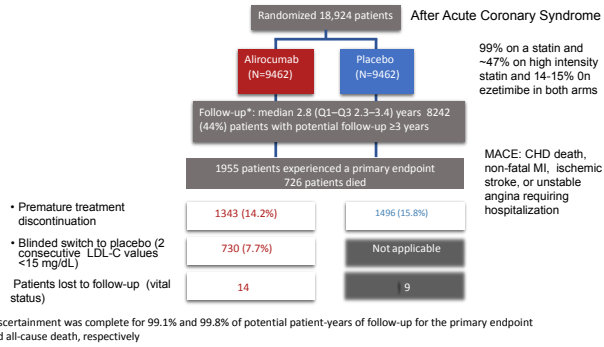 Randomized 18,924 patients
After Acute Coronary Syndrome
Alirocumab
(N=9462)
Placebo
(N=9462)
99% on a statin and
~47% on high intensity
statin and 14-15% 0n
ezetimibe in both arms
Follow-up*: median 2.8 (Q1–Q3 2.3–3.4) years 8242
(44%) patients with potential follow-up ≥3 years
1955 patients experienced a primary endpoint
726 patients died
MACE: CHD death,
non-fatal MI, ischemic
stroke, or unstable
angina requiring
hospitalization
• Premature treatment
discontinuation
1343 (14.2%)
1496 (15.8%)
• Blinded switch to placebo (2
consecutive LDL-C values
<15 mg/dL)
730 (7.7%)
Not applicable
Patients lost to follow-up (vital
status)
14
9
scertainment was complete for 99.1% and 99.8% of potential patient-years of follow-up for the primary endpoint
d all-cause death, respectively